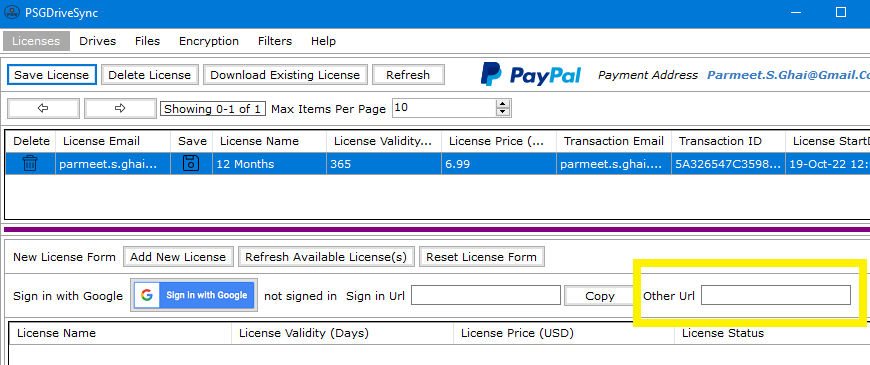 PSGDriveSync
Licenses Drives Files Encryption Filters Help
Save License Delete License Download Existing License Refresh PayPal Payment Address Parmeet.S.Ghai@Gmail.Co
Showing 0-1 of 1 Max Items Per Page 10
Delete License Email Save License Name License Validity... License Price (... Transaction Email Transaction ID License StartD
parmeet.s.ghai... 12 Months 365 6.99 parmeet.s.ghai.... 5A326547C3598... 19-Oct-22 12:
New License Form Add New License Refresh Available License(s) Reset License Form
Sign in with Google G Sign in with Google not signed in Sign in Url Copy Other Url
License Name License Validity (Days) License Price (USD) License Status